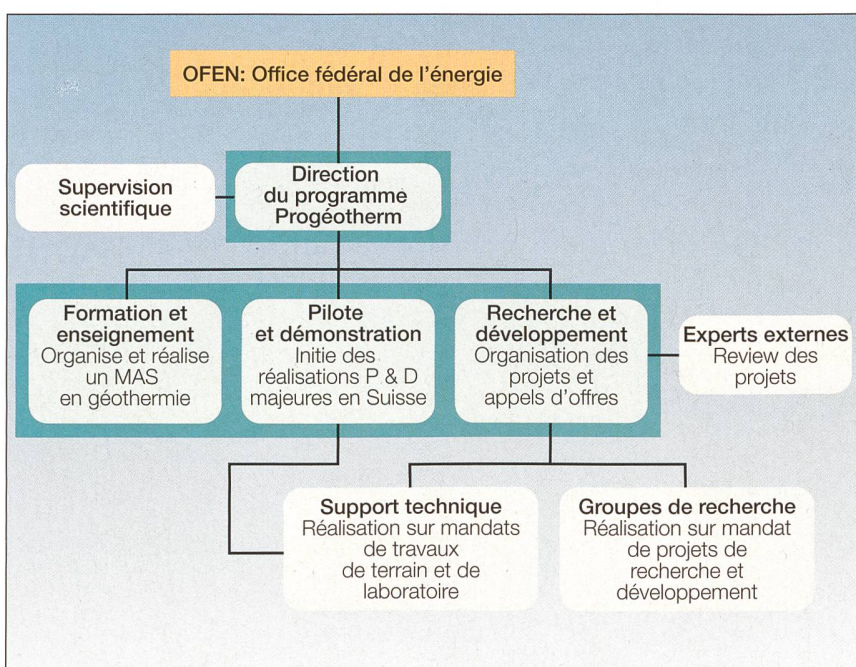 OFEN: Office fédéral de l'énergie
Supervision
scientifique
Direction
du programme
Progéotherm
Formation et
enseignement
Organise et réalise
un MAS
en géothermie
Pilote
et démonstration
Initie des
réalisations P & D
majeures en Suisse
Recherche et
développement
Organisation des
projets et
appels d'offres
Experts externes
Review des
projets
Support technique
Réalisation sur mandats
de travaux
de terrain et de
laboratoire
Groupes de recherche
Réalisation sur mandat
de projets de
recherche et
développement